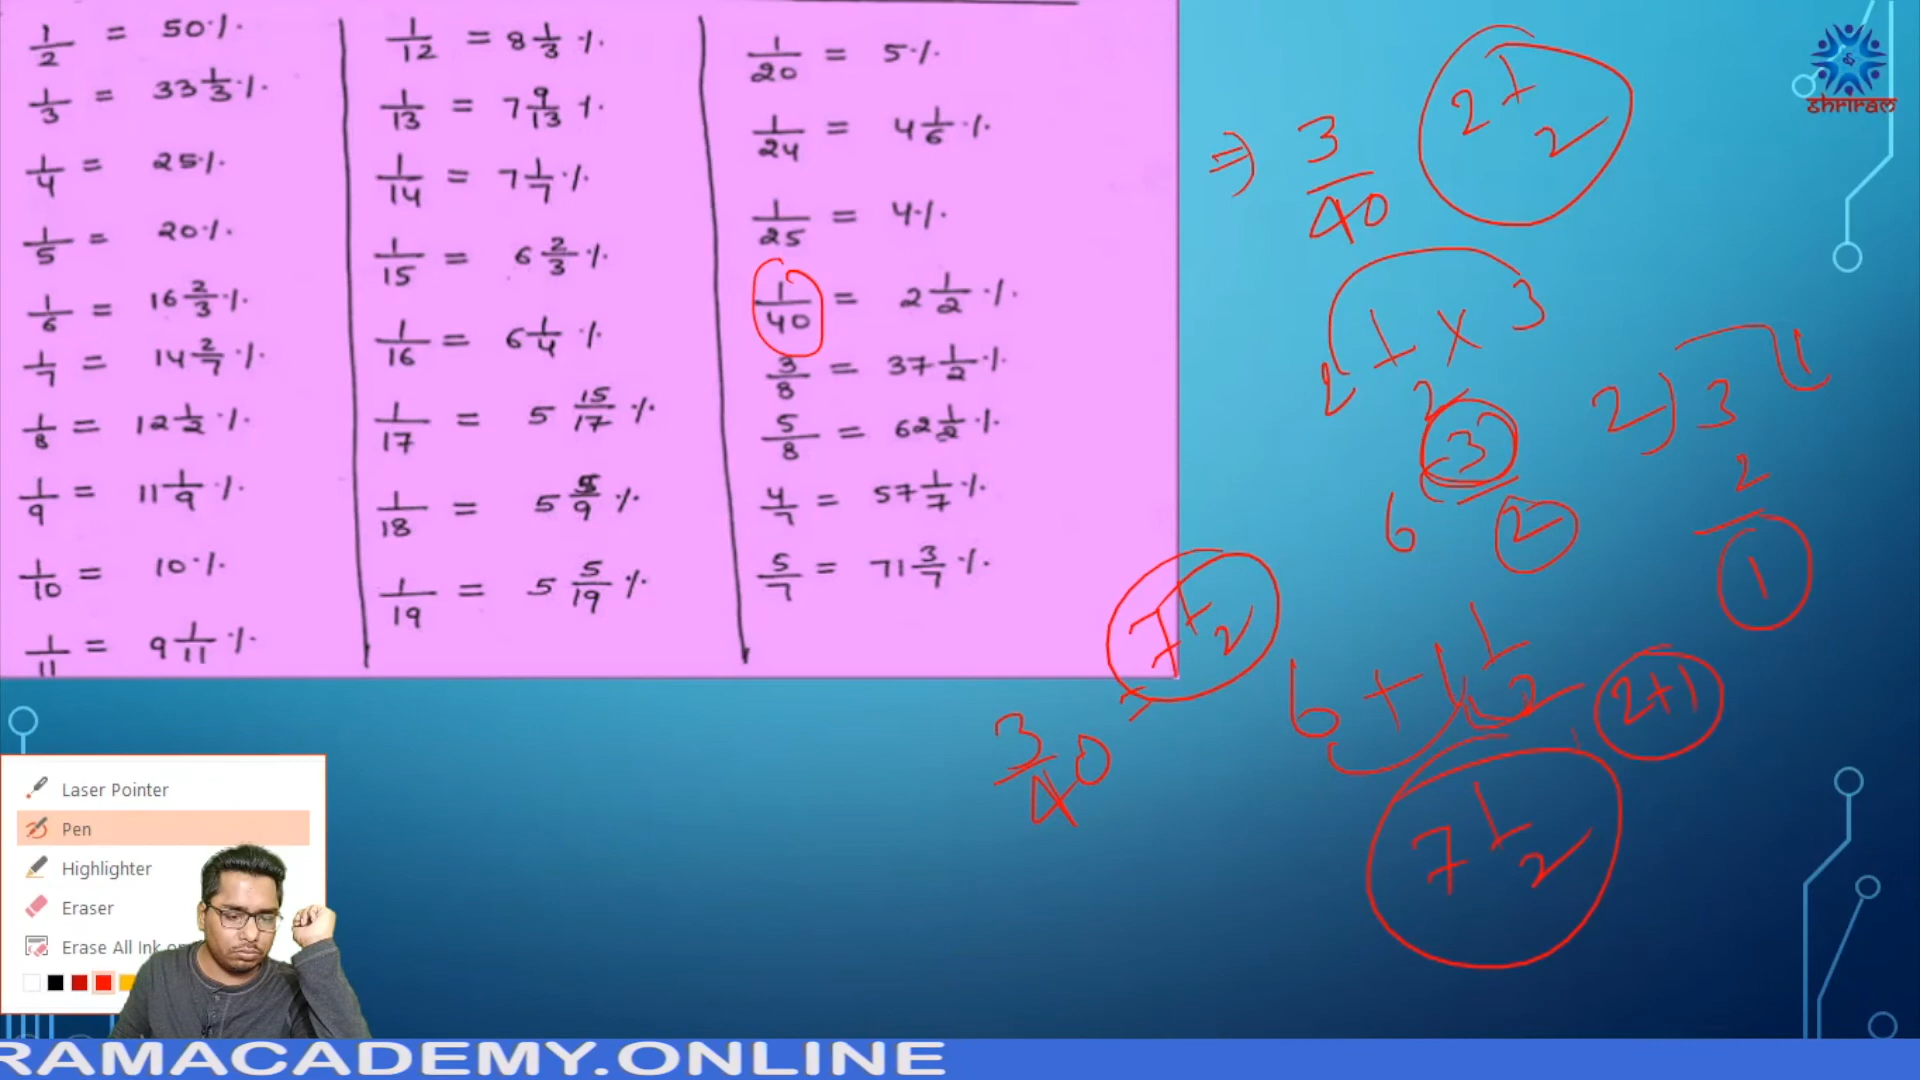 1/2 = 50%
1/3 = 33 1/3 %
1/4 = 25%
1/5 = 20%
1/6 = 16 2/3 %
1/7 = 14 2/7 %
1/8 = 12 1/2 %
1/9 = 11 1/9 %
1/10 = 10%
1/11 = 9 1/11 %
1/12 = 8 1/3 %
1/13 = 7 9/13 %
1/14 = 7 1/7 %
1/15 = 6 2/3 %
1/16 = 6 1/4 %
1/17 = 5 15/17 %
1/18 = 5 5/9 %
1/19 = 5 5/19 %
1/20 = 5%
1/24 = 4 1/6 %
1/25 = 4%
1/40 = 2 1/2 %
3/8 = 37 1/2 %
5/8 = 62 1/2 %
4/7 = 57 1/7 %
5/7 = 71 3/7 %
⇒ 3/40
2 1/2
2 1/2 × 3
6 3/2
2)3
1
2
1
6 + 1 1/2
2+1
7 1/2
3/40 = 7 1/2
Shriram
Laser Pointer
Pen
Highlighter
Eraser
Erase All Ink
RAMACADEMY.ONLINE